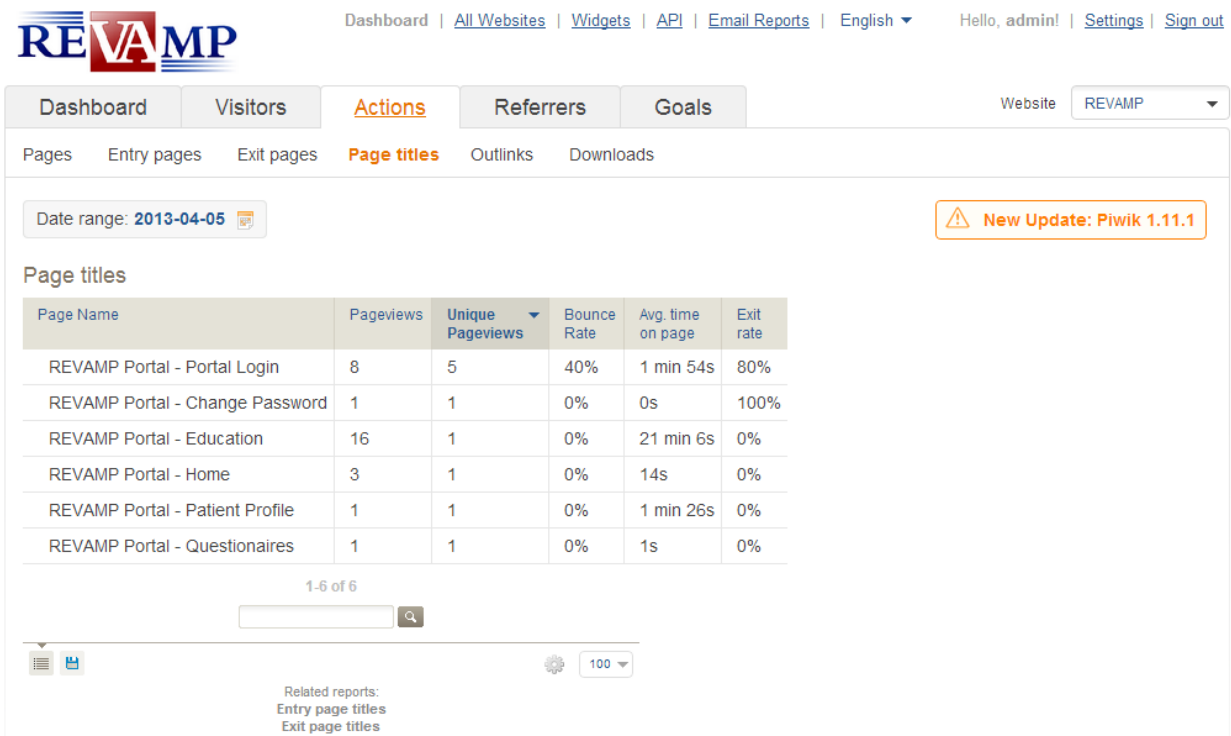 REVAMP
Dashboard | All Websites | Widgets | API | Email Reports | English Hello, admin! | Settings | Sign out
Dashboard Visitors Actions Referrers Goals Website REVAMP
Pages Entry pages Exit pages Page titles Outlinks Downloads
Date range: 2013-04-05 New Update: Piwik 1.11.1
Page titles
Page Name Pageviews Unique Pageviews Bounce Rate Avg. time on page Exit rate
REVAMP Portal - Portal Login 8 5 40% 1 min 54s 80%
REVAMP Portal - Change Password 1 1 0% 0s 100%
REVAMP Portal - Education 16 1 0% 21 min 6s 0%
REVAMP Portal - Home 3 1 0% 14s 0%
REVAMP Portal - Patient Profile 1 1 0% 1 min 26s 0%
REVAMP Portal - Questionaires 1 1 0% 1s 0%
1-6 of 6
100
Related reports:
Entry page titles
Exit page titles